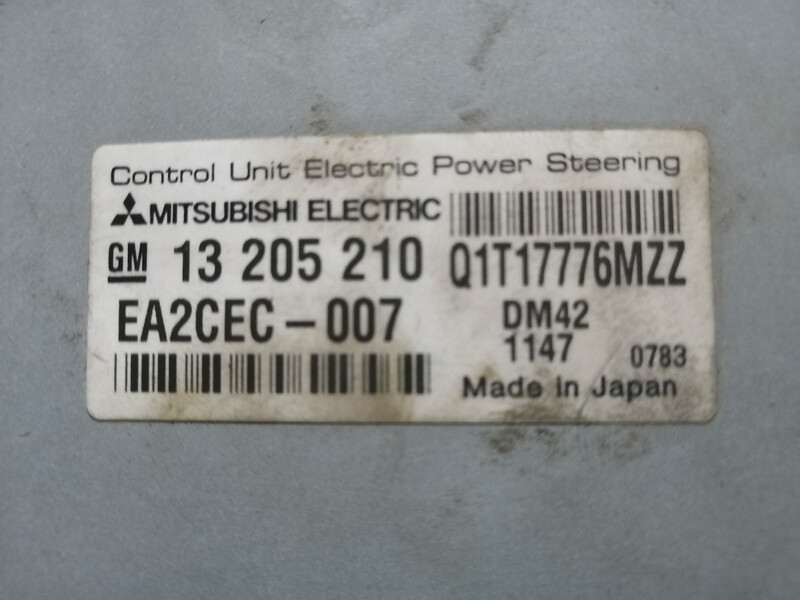 Control Unit Electric Power Steering
MITSUBISHI ELECTRIC
GM 13 205 210 Q1T17776MZZ
EA2CEC-007 DM42
1147 0783
Made in Japan